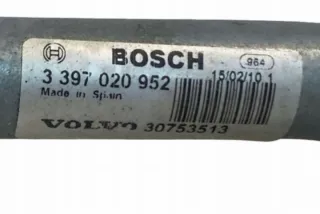 BOSCH 964
3 397 020 952 15/02/10 1
Made in Spain
VOLVO 30753513